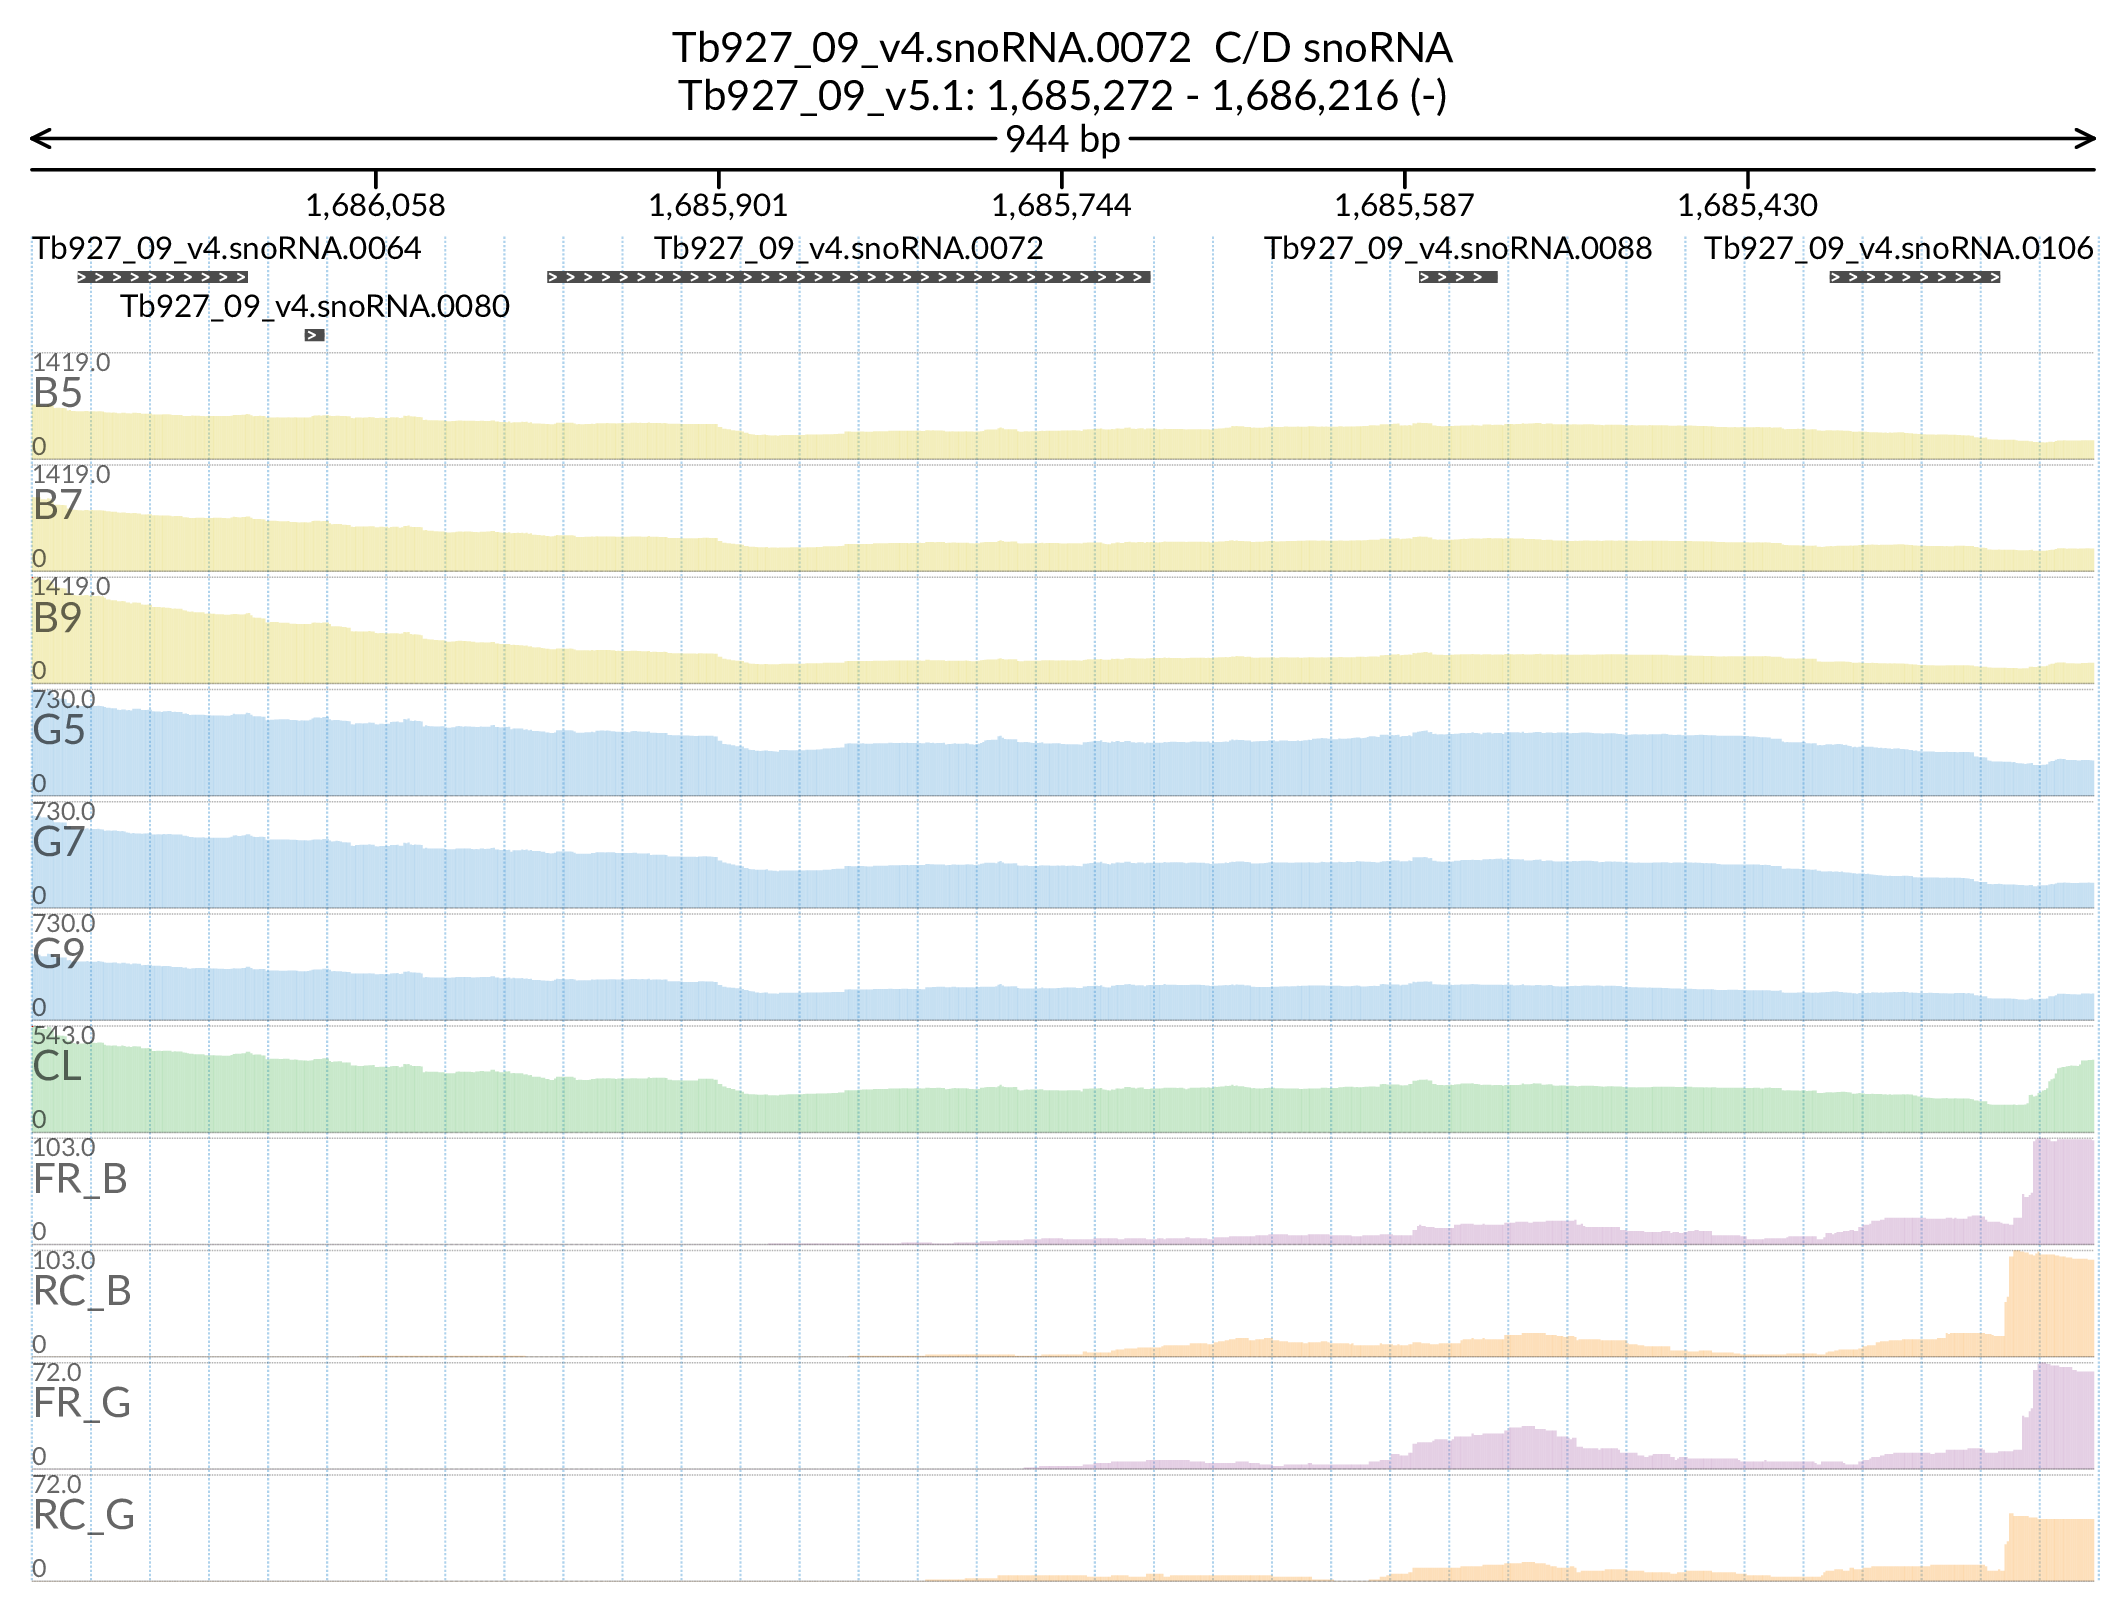 Tb927_09_v4.snoRNA.0072  C/D snoRNA
Tb927_09_v5.1: 1,685,272 - 1,686,216 (-)
944 bp
1,686,058 1,685,901 1,685,744 1,685,587 1,685,430
Tb927_09_v4.snoRNA.0064 Tb927_09_v4.snoRNA.0072 Tb927_09_v4.snoRNA.0088 Tb927_09_v4.snoRNA.0106
Tb927_09_v4.snoRNA.0080
1419.0
B5
0
1419.0
B7
0
1419.0
B9
0
730.0
G5
0
730.0
G7
0
730.0
G9
0
543.0
CL
0
103.0
FR_B
0
103.0
RC_B
0
72.0
FR_G
0
72.0
RC_G
0